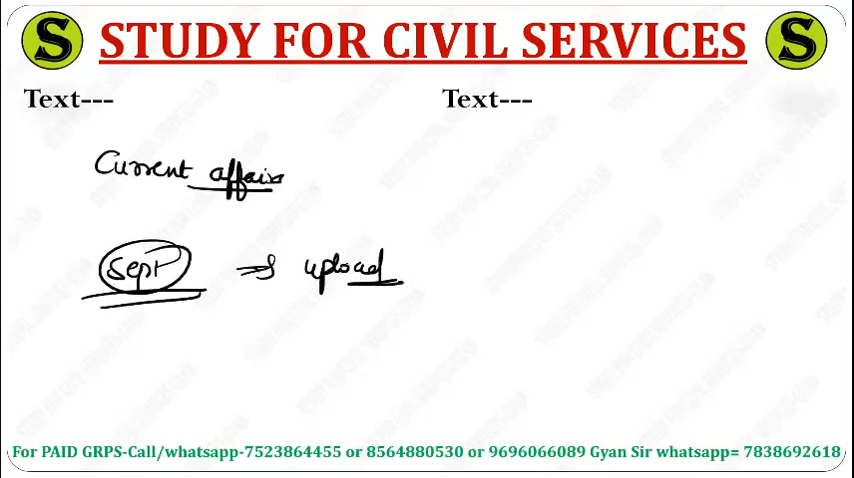 S STUDY FOR CIVIL SERVICES S
Text--- Text---
Current affairs
Sept ⇒ upload
For PAID GRPS-Call/whatsapp-7523864455 or 8564880530 or 9696066089 Gyan Sir whatsapp= 7838692618